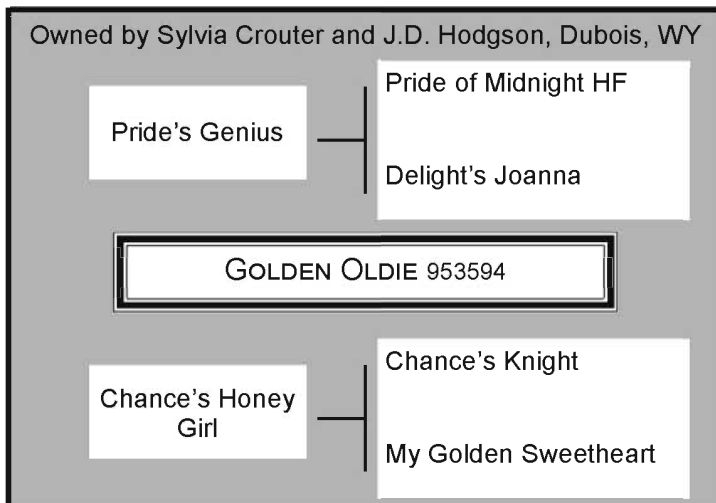 Owned by Sylvia Crouter and J.D. Hodgson, Dubois, WY
Pride of Midnight HF
Pride's Genius
Delight's Joanna
GOLDEN OLDIE 953594
Chance's Knight
Chance's Honey
Girl
My Golden Sweetheart